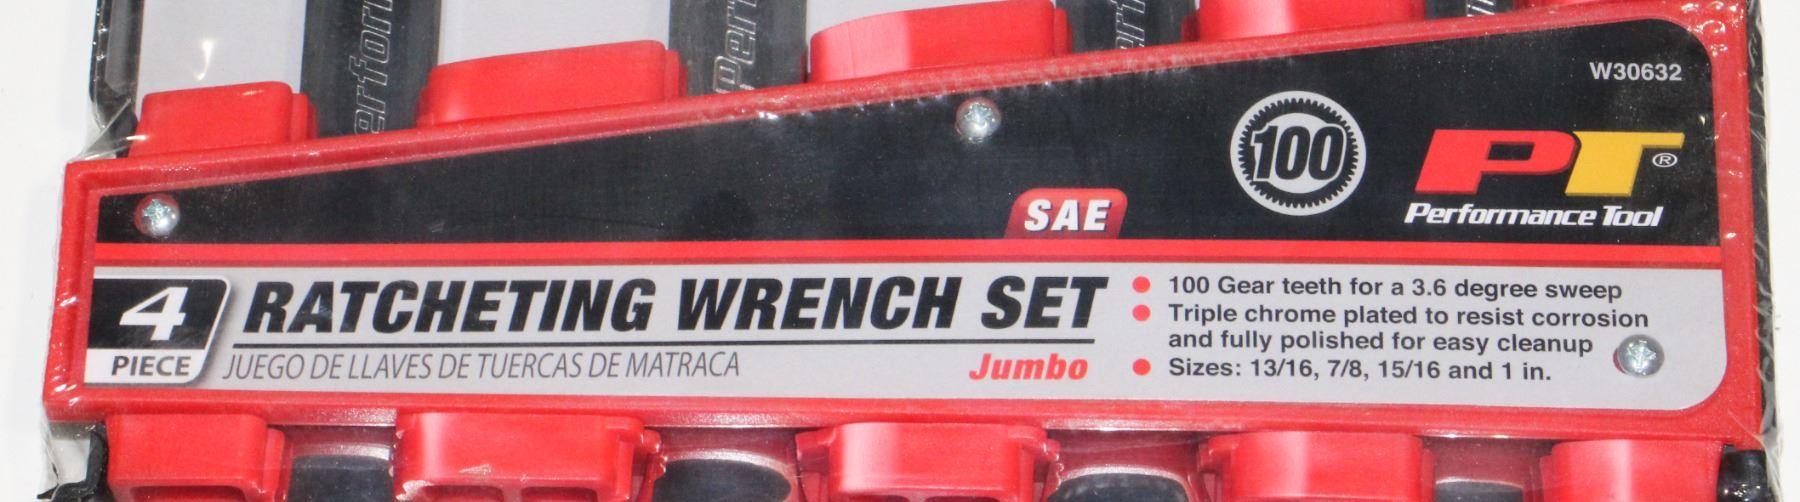 W30632
100
PT®
Performance Tool
SAE
4
PIECE
RATCHETING WRENCH SET
JUEGO DE LLAVES DE TUERCAS DE MATRACA
Jumbo
• 100 Gear teeth for a 3.6 degree sweep
• Triple chrome plated to resist corrosion
and fully polished for easy cleanup
• Sizes: 13/16, 7/8, 15/16 and 1 in.